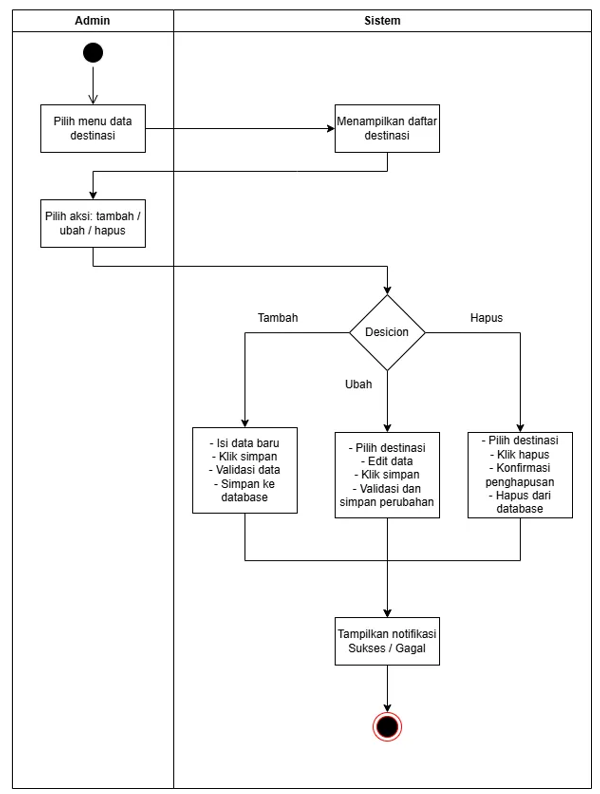 Admin
Sistem
Pilih menu data
destinasi
Menampilkan daftar
destinasi
Pilih aksi: tambah /
ubah / hapus
Desicion
Tambah
Hapus
Ubah
- Isi data baru
- Klik simpan
- Validasi data
- Simpan ke
database
- Pilih destinasi
- Edit data
- Klik simpan
- Validasi dan
simpan perubahan
- Pilih destinasi
- Klik hapus
- Konfirmasi
penghapusan
- Hapus dari
database
Tampilkan notifikasi
Sukses / Gagal